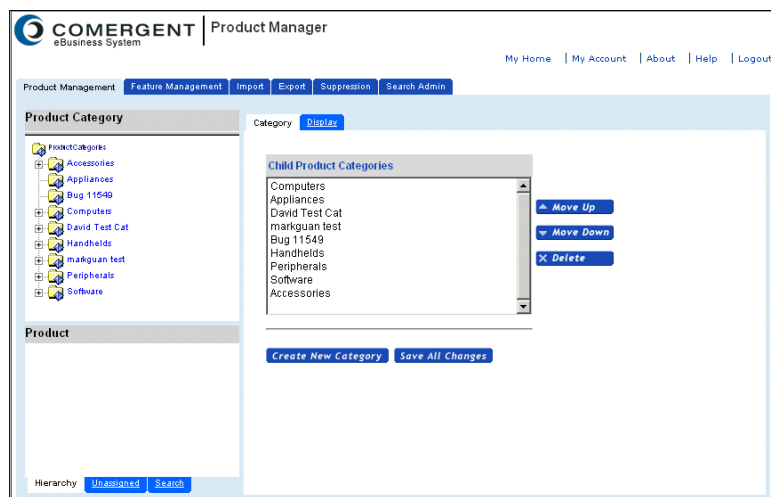 COMERGENT
eBusiness System
Product Manager
My Home | My Account | About | Help | Logout
Product Management Feature Management Import Export Suppression Search Admin
Product Category
ProductCategories
Accessories
Appliances
Bug 11549
Computers
David Test Cat
Handhelds
markguan test
Peripherals
Software
Product
Hierarchy Unassigned Search
Category Display
Child Product Categories
Computers
Appliances
David Test Cat
markguan test
Bug 11549
Handhelds
Peripherals
Software
Accessories
Move Up
Move Down
X Delete
Create New Category Save All Changes